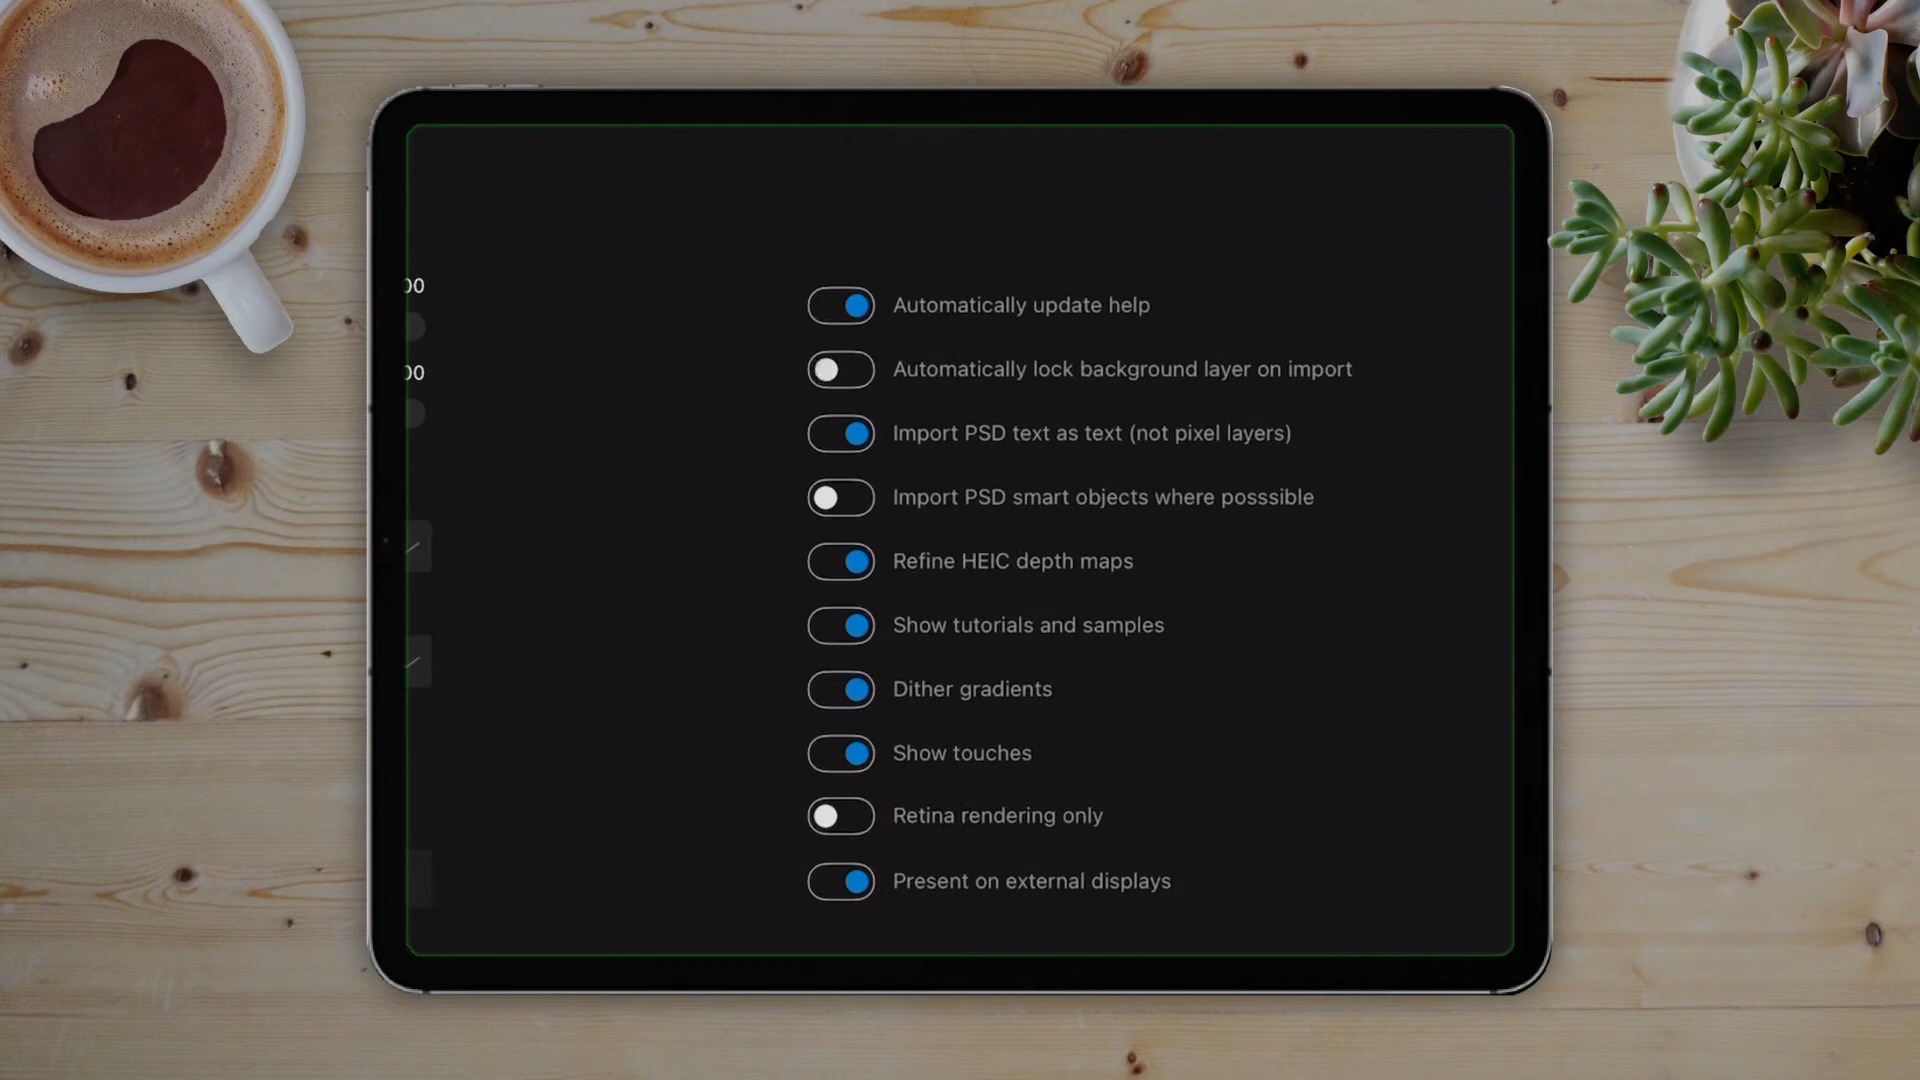 00
Automatically update help
Automatically lock background layer on import
00
Import PSD text as text (not pixel layers)
Import PSD smart objects where posssible
Refine HEIC depth maps
Show tutorials and samples
Dither gradients
Show touches
Retina rendering only
Present on external displays